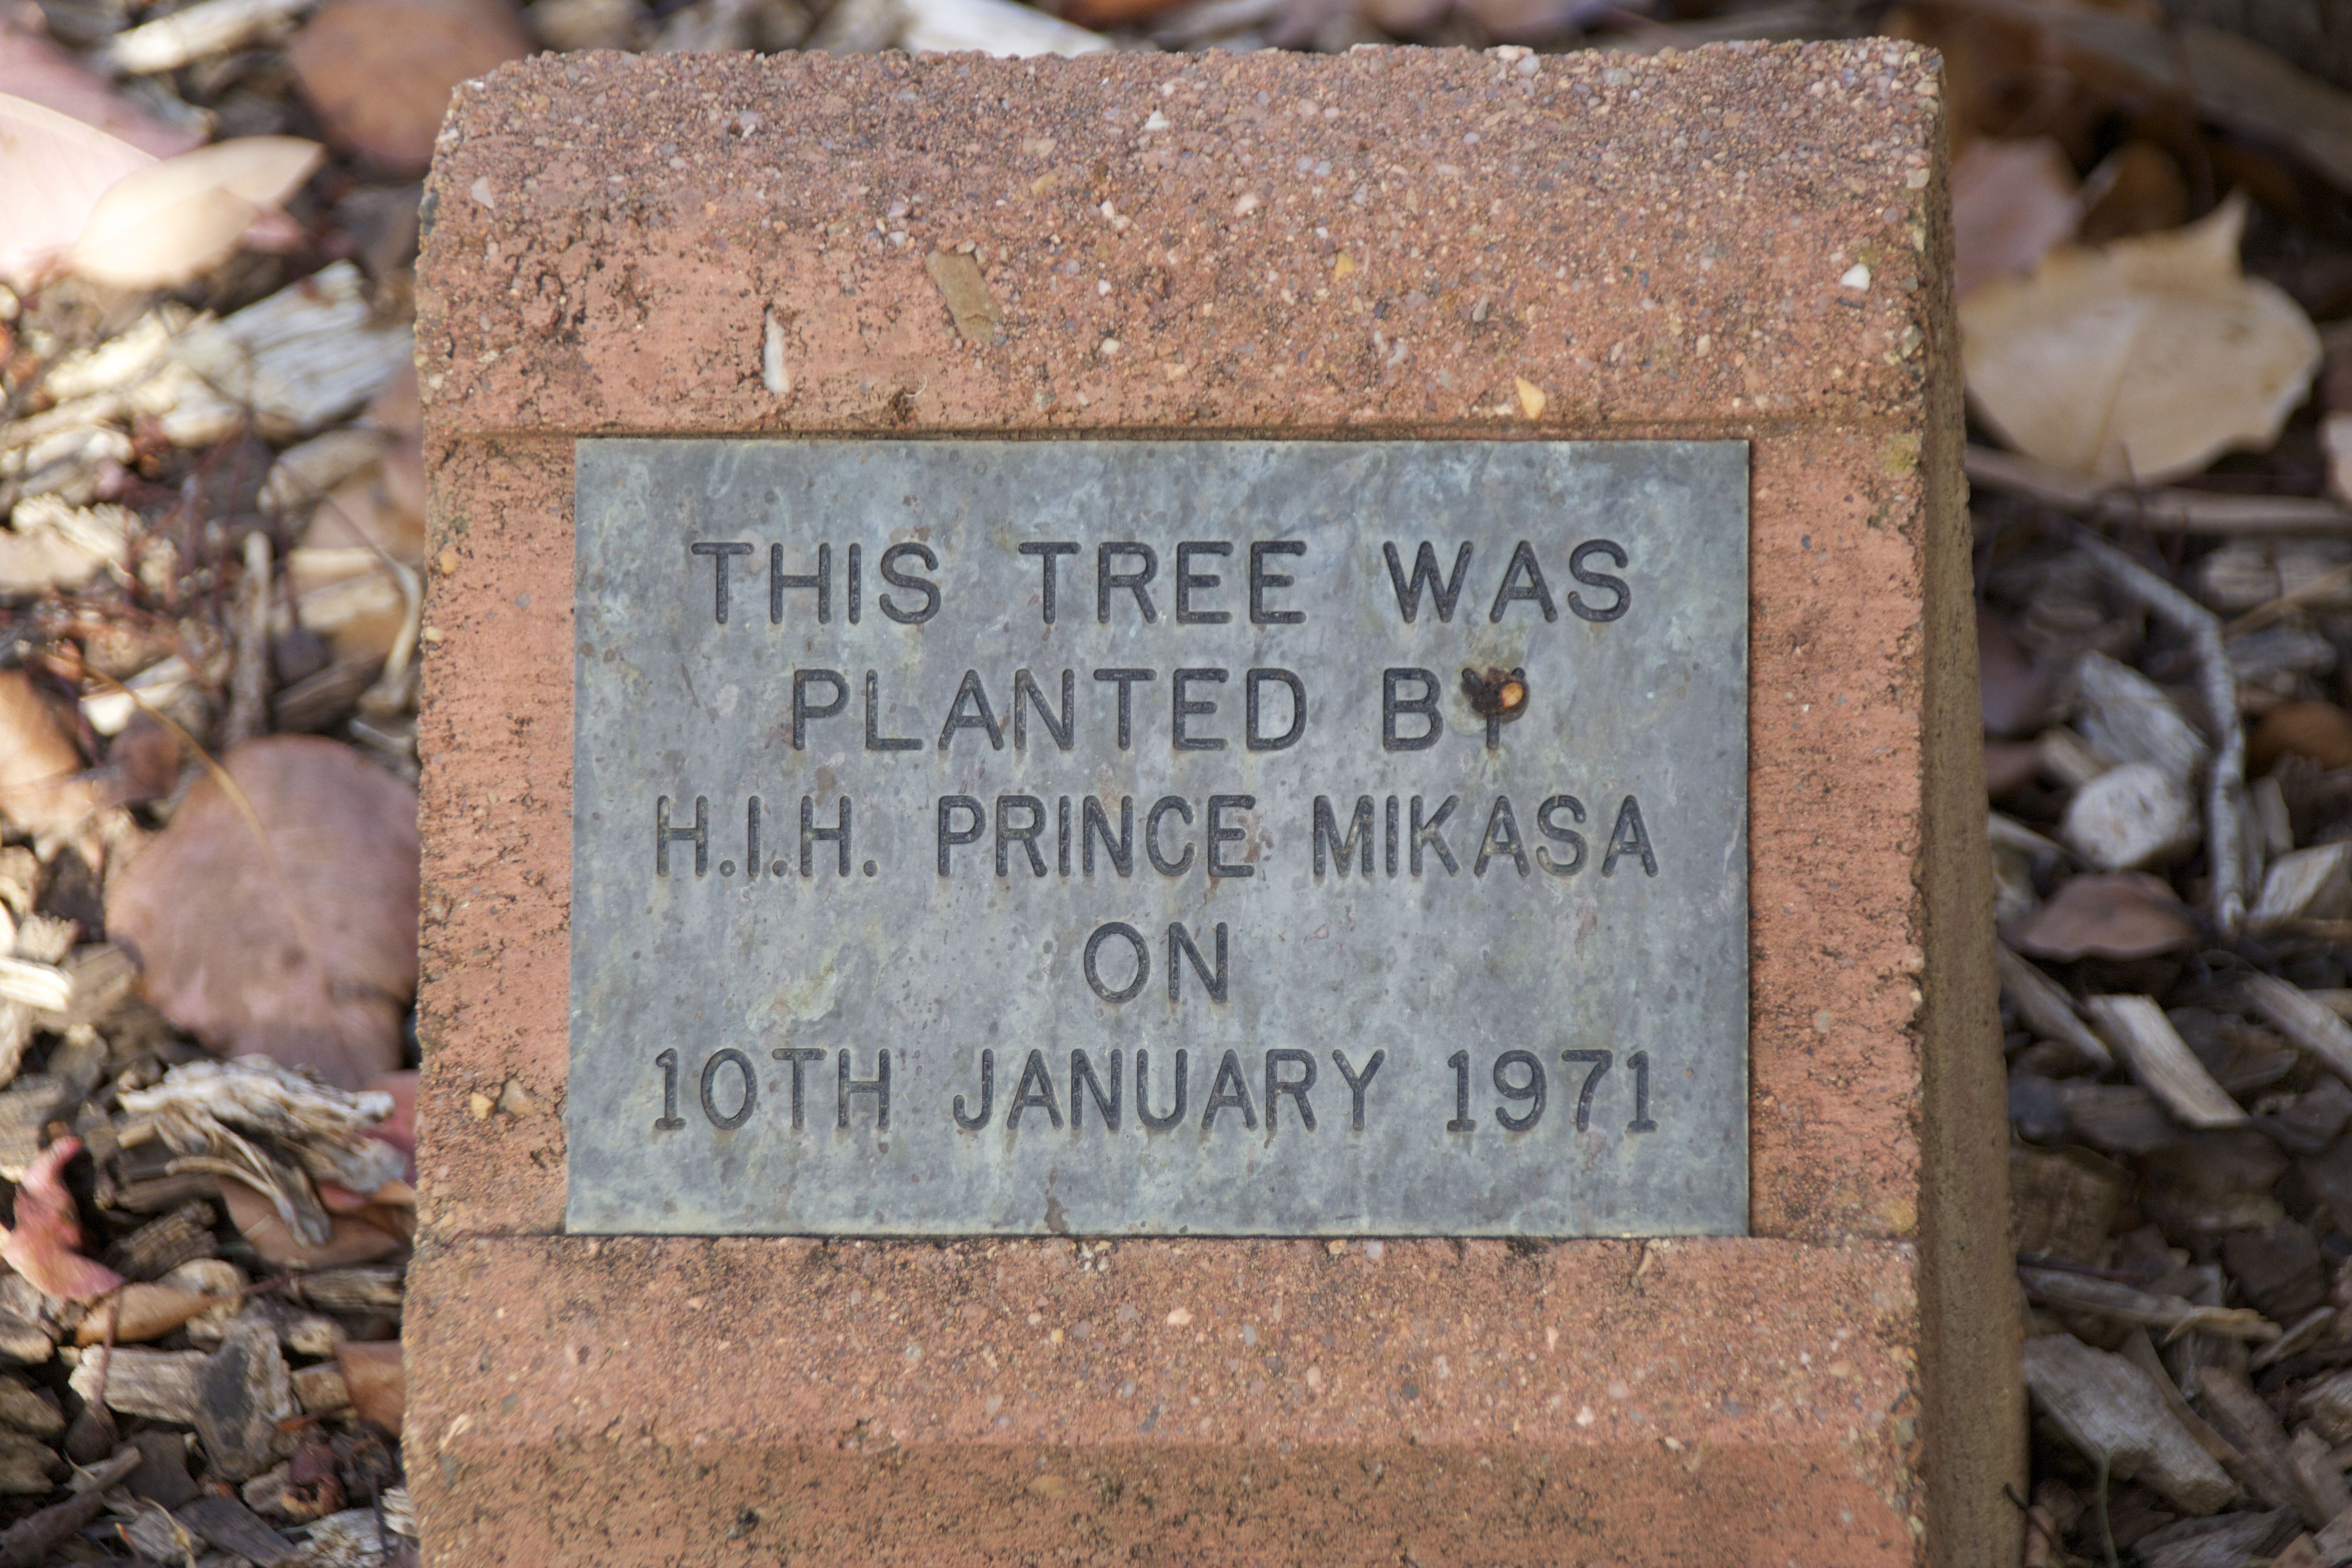 THIS TREE WAS
PLANTED BY
H.I.H. PRINCE MIKASA
ON
10TH JANUARY 1971